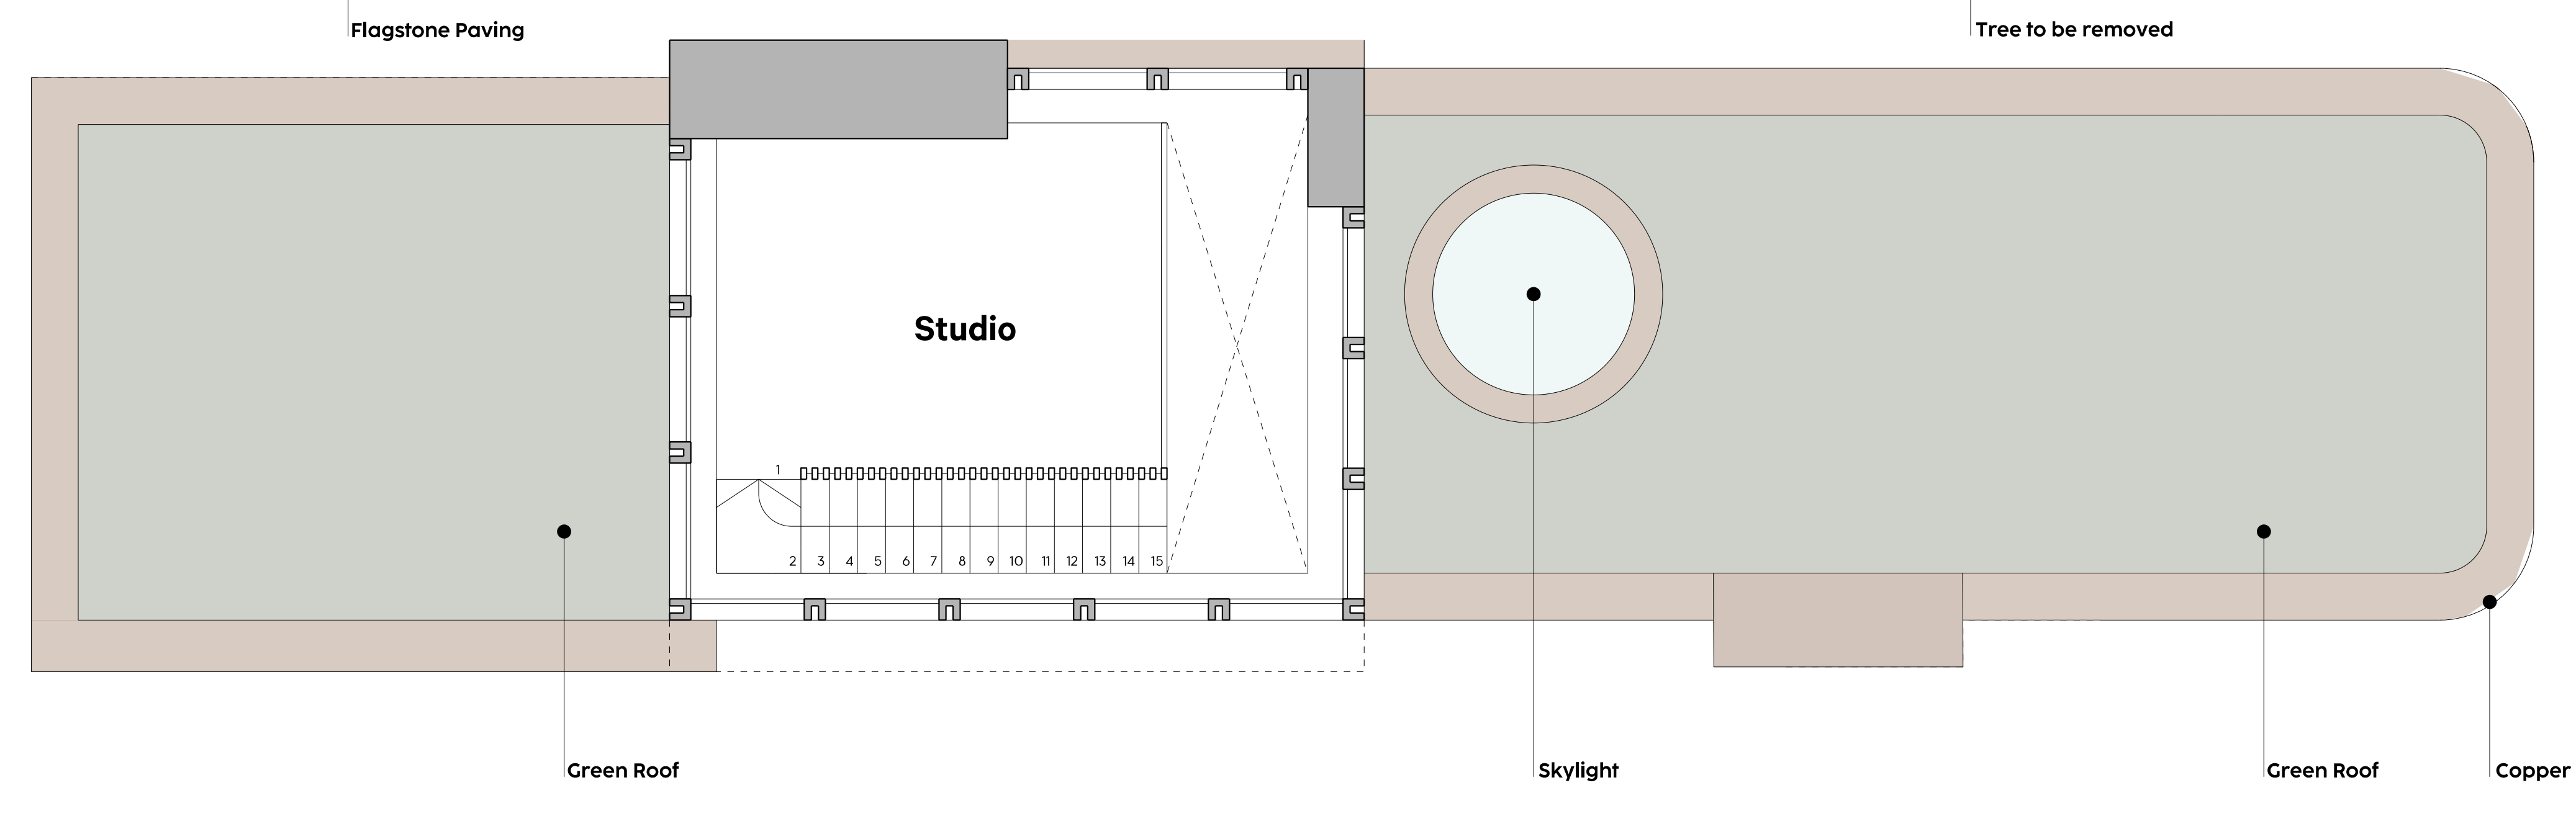 Flagstone Paving
Tree to be removed
Studio
1
2 3 4 5 6 7 8 9 10 11 12 13 14 15
Green Roof
Skylight
Green Roof
Copper